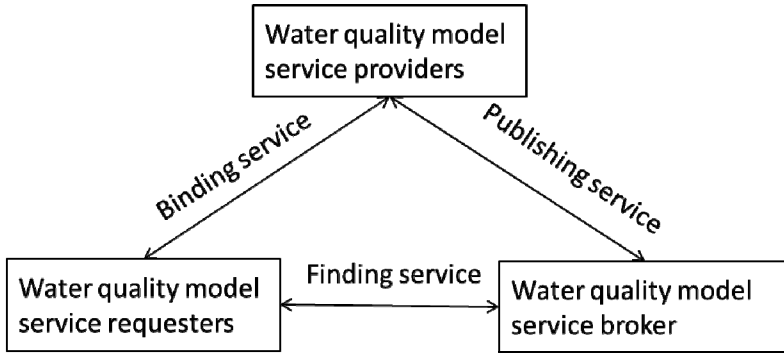 Water quality model
service providers
Binding service
Publishing service
Finding service
Water quality model
service requesters
Water quality model
service broker